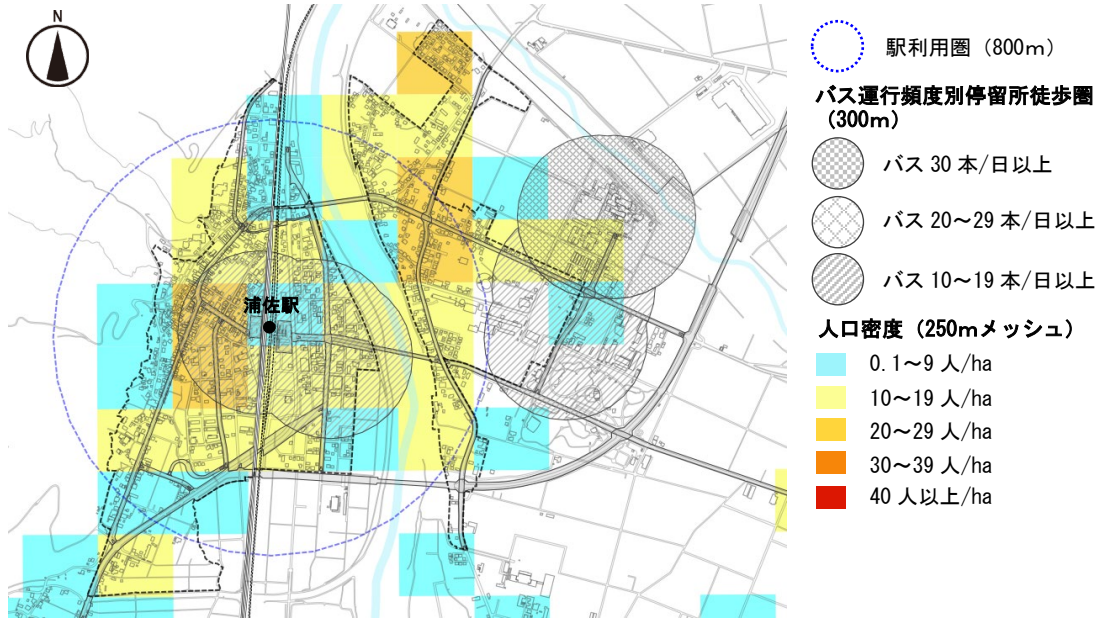 N
浦佐駅
駅利用圏（800ｍ）
バス運行頻度別停留所徒歩圏
（300ｍ）
バス 30 本/日以上
バス 20～29 本/日以上
バス 10～19 本/日以上
人口密度（250ｍメッシュ）
0.1～9 人/ha
10～19 人/ha
20～29 人/ha
30～39 人/ha
40 人以上/ha